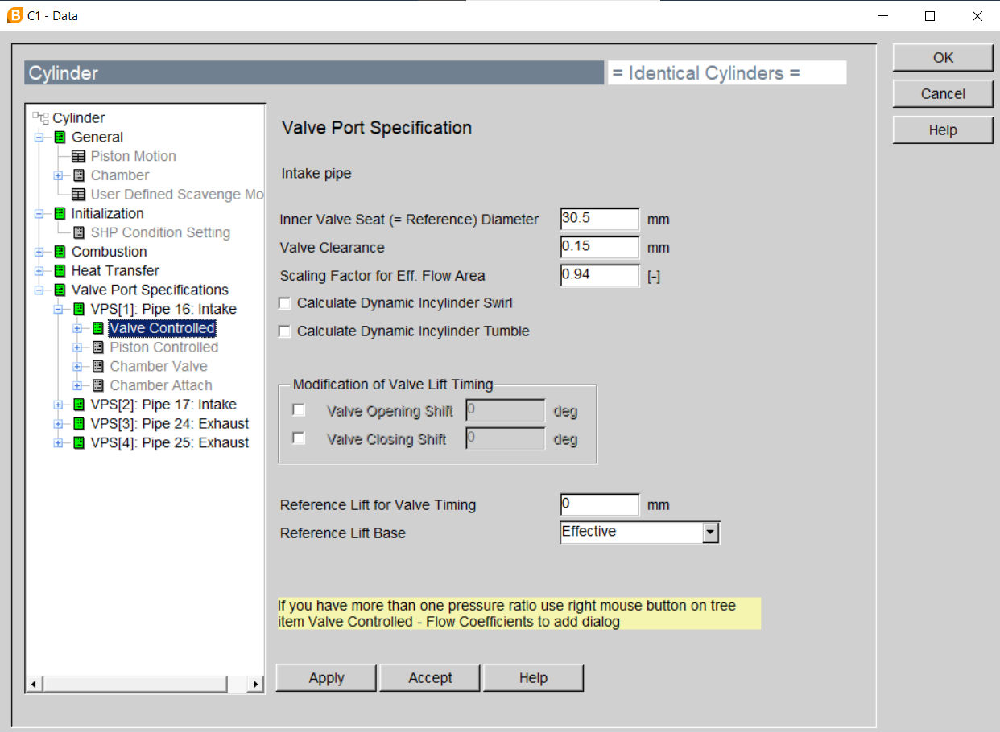 C1 - Data
Cylinder
= Identical Cylinders =
OK
Cancel
Help
Cylinder
General
Piston Motion
Chamber
User Defined Scavenge Mo
Initialization
SHP Condition Setting
Combustion
Heat Transfer
Valve Port Specifications
VPS[1]: Pipe 16: Intake
Valve Controlled
Piston Controlled
Chamber Valve
Chamber Attach
VPS[2]: Pipe 17: Intake
VPS[3]: Pipe 24: Exhaust
VPS[4]: Pipe 25: Exhaust
Valve Port Specification
Intake pipe
Inner Valve Seat (= Reference) Diameter 30.5 mm
Valve Clearance 0.15 mm
Scaling Factor for Eff. Flow Area 0.94 [-]
Calculate Dynamic Incylinder Swirl
Calculate Dynamic Incylinder Tumble
Modification of Valve Lift Timing
Valve Opening Shift 0 deg
Valve Closing Shift 0 deg
Reference Lift for Valve Timing 0 mm
Reference Lift Base Effective
If you have more than one pressure ratio use right mouse button on tree
item Valve Controlled - Flow Coefficients to add dialog
Apply Accept Help